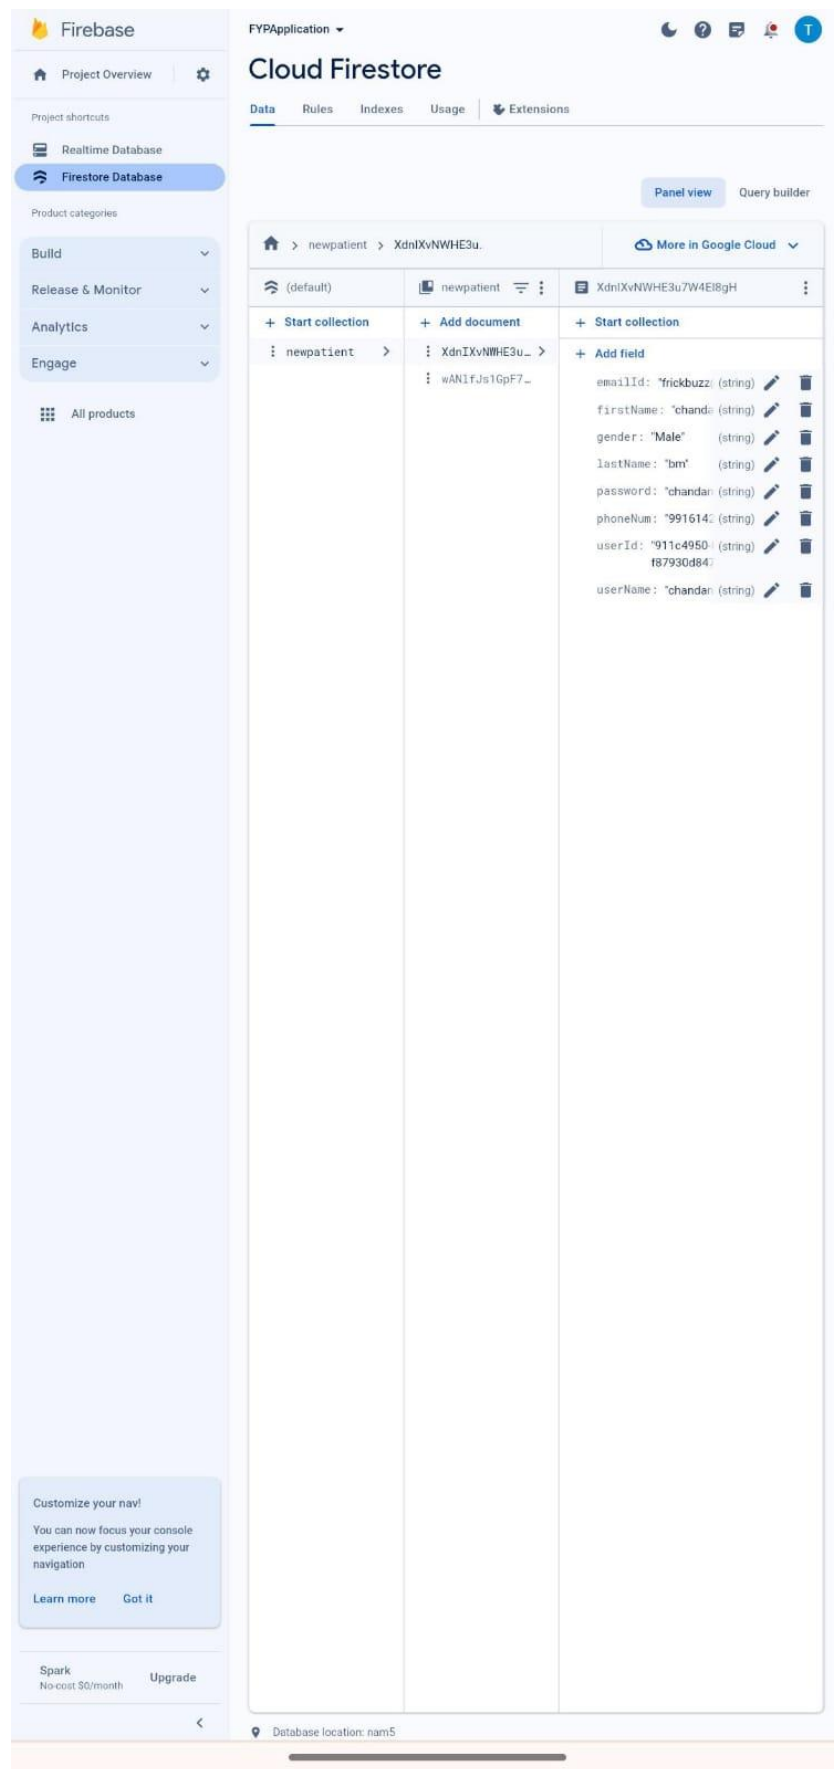 Firebase
Project Overview
Project shortcuts
Realtime Database
Firestore Database
Product categories
Build
Release & Monitor
Analytics
Engage
All products
Customize your nav!
You can now focus your console
experience by customizing your
navigation
Learn more Got it
Spark
No-cost $0/month
Upgrade
FYPApplication
T
Cloud Firestore
Data Rules Indexes Usage Extensions
Panel view Query builder
newpatient > XdnIXvNWHE3u.
More in Google Cloud
(default)
+ Start collection
newpatient
newpatient
+ Add document
XdnIXvNWHE3u…
wANlfJs1GpF7…
XdnIXvNWHE3u7W4EI8gH
+ Start collection
+ Add field
emailId: "frickbuzz (string)
firstName: "chanda (string)
gender: "Male" (string)
lastName: "bm" (string)
password: "chandan (string)
phoneNum: "9916142 (string)
userId: "911c4950- (string)
f87930d847
userName: "chandan (string)
Database location: nam5